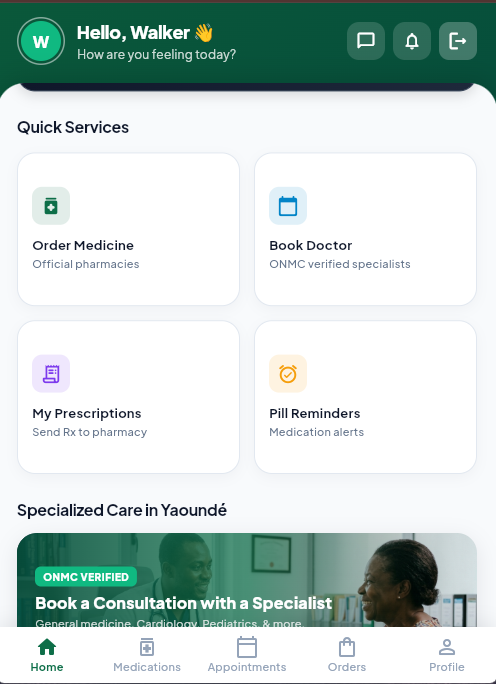 W
Hello, Walker 👋
How are you feeling today?
Quick Services
Order Medicine
Official pharmacies
Book Doctor
ONMC verified specialists
My Prescriptions
Send Rx to pharmacy
Pill Reminders
Medication alerts
Specialized Care in Yaoundé
ONMC VERIFIED
Book a Consultation with a Specialist
General medicine, Cardiology, Pediatrics, & more.
Home
Medications
Appointments
Orders
Profile